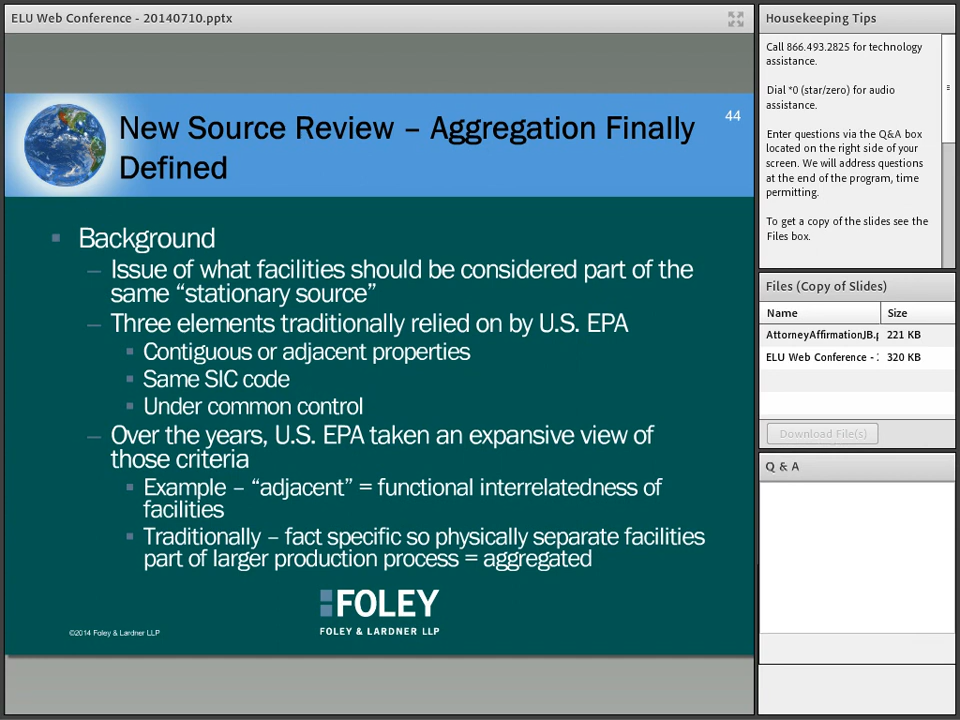 ELU Web Conference - 20140710.pptx
44
New Source Review – Aggregation Finally
Defined
▪ Background
– Issue of what facilities should be considered part of the
same “stationary source”
– Three elements traditionally relied on by U.S. EPA
▪ Contiguous or adjacent properties
▪ Same SIC code
▪ Under common control
– Over the years, U.S. EPA taken an expansive view of
those criteria
▪ Example – “adjacent” = functional interrelatedness of
facilities
▪ Traditionally – fact specific so physically separate facilities
part of larger production process = aggregated
FOLEY
FOLEY & LARDNER LLP
©2014 Foley & Lardner LLP
Housekeeping Tips
Call 866.493.2825 for technology
assistance.
Dial *0 (star/zero) for audio
assistance.
Enter questions via the Q&A box
located on the right side of your
screen. We will address questions
at the end of the program, time
permitting.
To get a copy of the slides see the
Files box.
Files (Copy of Slides)
Name Size
AttorneyAffirmationJB.p 221 KB
ELU Web Conference - 320 KB
Download File(s)
Q & A